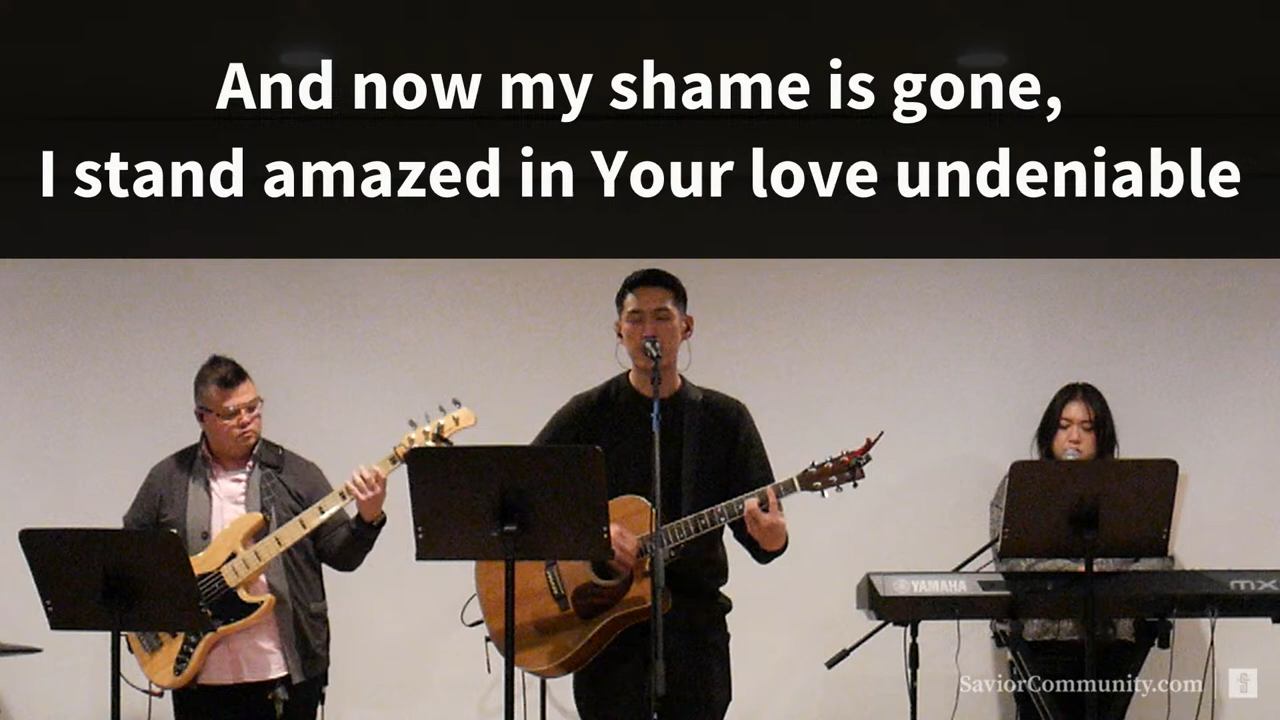 And now my shame is gone,
I stand amazed in Your love undeniable
YAMAHA
MX
SaviorCommunity.com